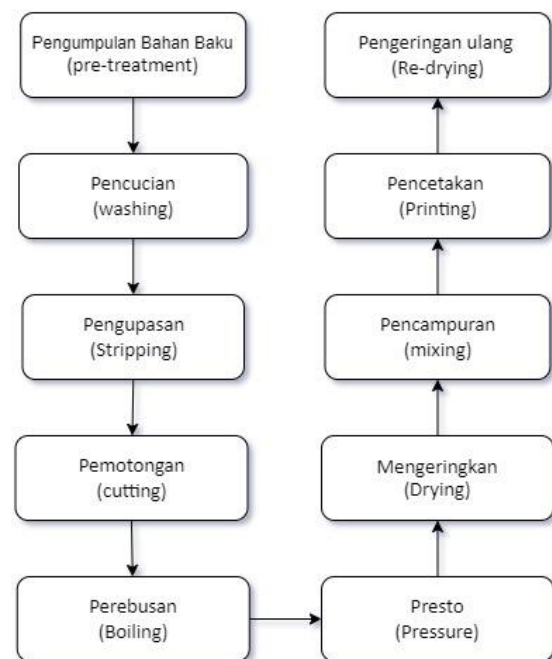 Pengumpulan Bahan Baku
(pre-treatment)
Pencucian
(washing)
Pengupasan
(Stripping)
Pemotongan
(cutting)
Perebusan
(Boiling)
Presto
(Pressure)
Mengeringkan
(Drying)
Pencampuran
(mixing)
Pencetakan
(Printing)
Pengeringan ulang
(Re-drying)